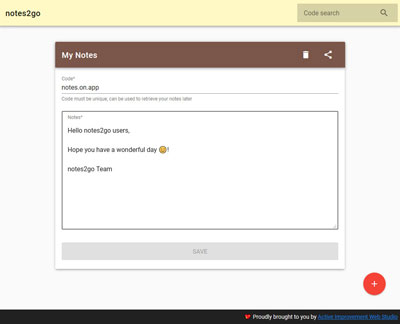 notes2go
Code search
My Notes
Code*
notes.on.app
Code must be unique, can be used to retrieve your notes later
Notes*
Hello notes2go users,
Hope you have a wonderful day 😊!
notes2go Team
SAVE
Proudly brought to you by Active Improvement Web Studio